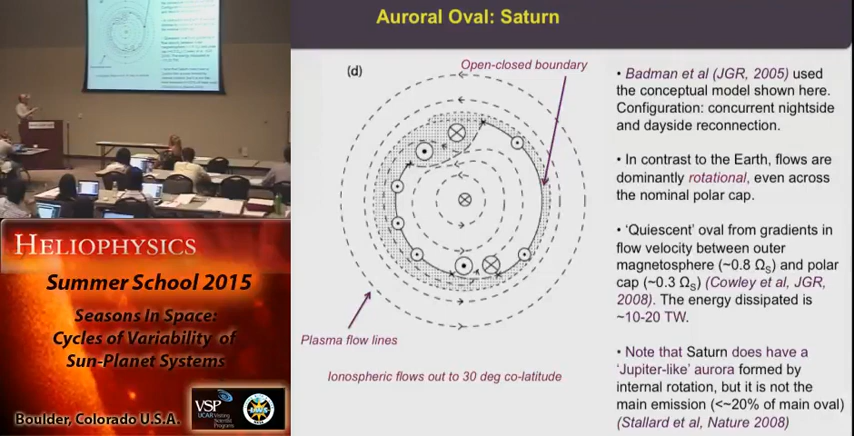 Auroral Oval: Saturn
(d)
Open-closed boundary
Plasma flow lines
Ionospheric flows out to 30 deg co-latitude
• Badman et al (JGR, 2005) used
the conceptual model shown here.
Configuration: concurrent nightside
and dayside reconnection.
• In contrast to the Earth, flows are
dominantly rotational, even across
the nominal polar cap.
• ‘Quiescent’ oval from gradients in
flow velocity between outer
magnetosphere (~0.8 ΩS) and polar
cap (~0.3 ΩS) (Cowley et al, JGR,
2008). The energy dissipated is
~10-20 TW.
• Note that Saturn does have a
‘Jupiter-like’ aurora formed by
internal rotation, but it is not the
main emission (<~20% of main oval)
(Stallard et al, Nature 2008)
HELIOPHYSICS
Summer School 2015
Seasons In Space:
Cycles of Variability of
Sun-Planet Systems
Boulder, Colorado U.S.A.
VSP
UCAR Visiting
Scientist
Programs